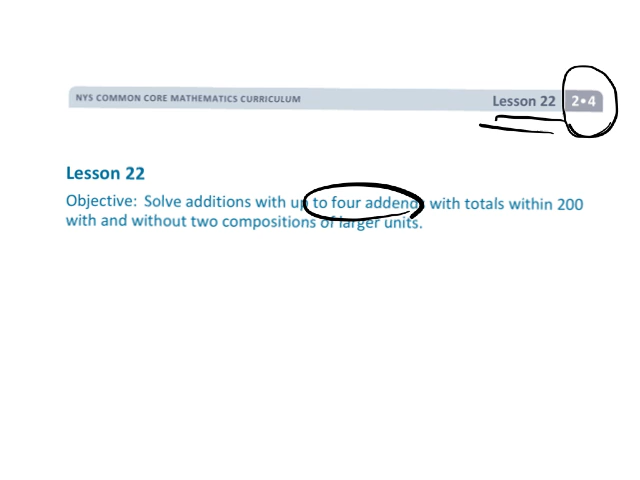 NYS COMMON CORE MATHEMATICS CURRICULUM Lesson 22 2•4
Lesson 22
Objective: Solve additions with up to four addends with totals within 200
with and without two compositions of larger units.